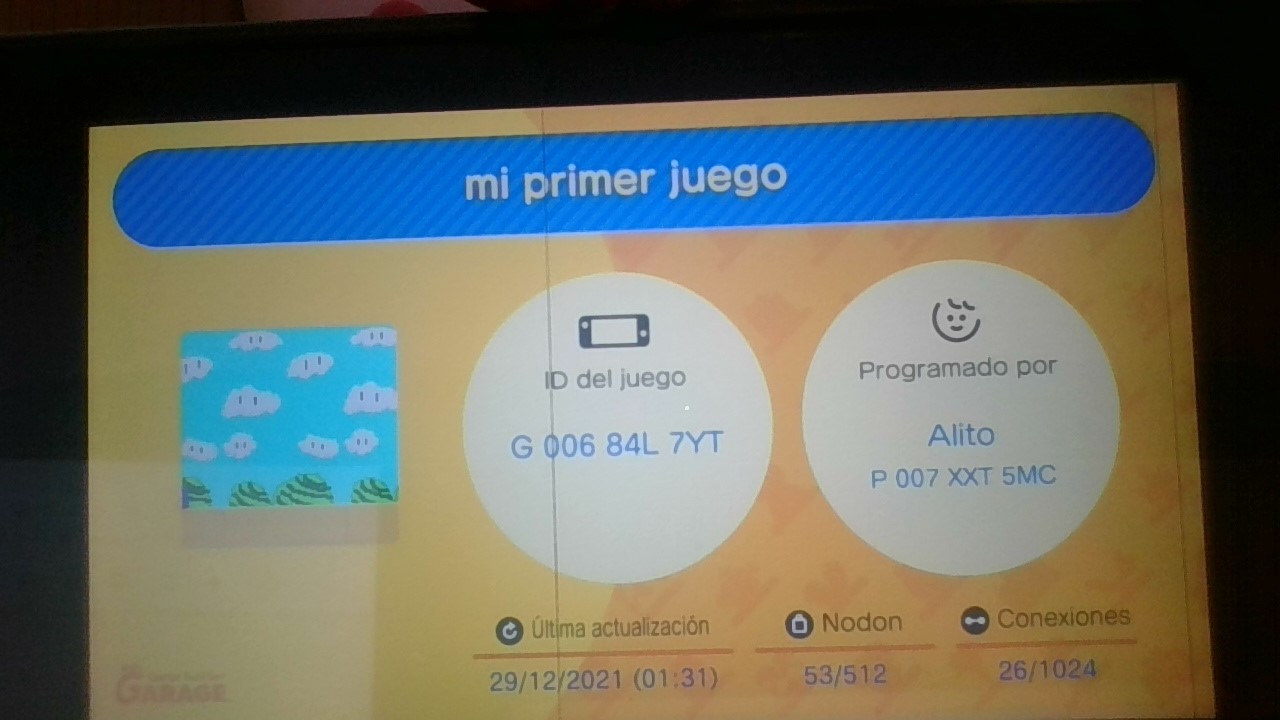 mi primer juego
ID del juego
G 006 84L 7YT
Programado por
Alito
P 007 XXT 5MC
Última actualización
29/12/2021 (01:31)
Nodon
53/512
Conexiones
26/1024
GARAGE